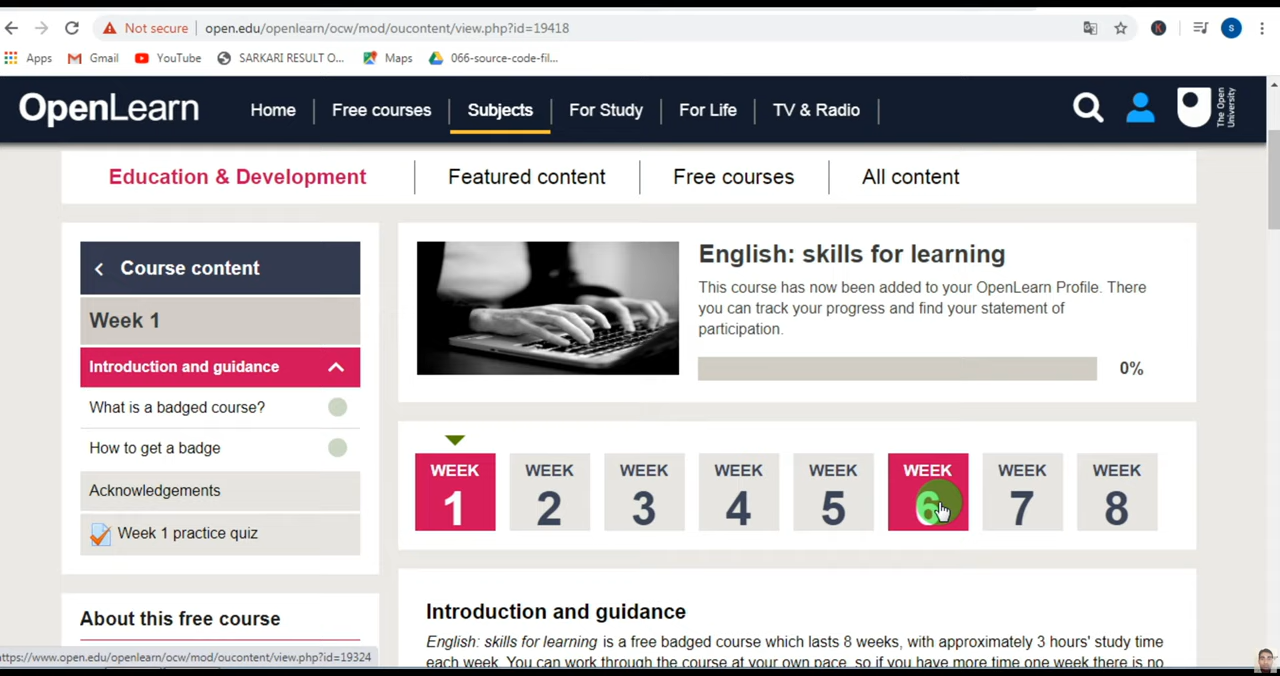 Not secure open.edu/openlearn/ocw/mod/oucontent/view.php?id=19418 K S
Apps Gmail YouTube SARKARI RESULT O... Maps 066-source-code-fil...
OpenLearn Home Free courses Subjects For Study For Life TV & Radio The Open University
Education & Development Featured content Free courses All content
Course content
Week 1
Introduction and guidance
What is a badged course?
How to get a badge
Acknowledgements
Week 1 practice quiz
About this free course
English: skills for learning
This course has now been added to your OpenLearn Profile. There
you can track your progress and find your statement of
participation.
0%
WEEK WEEK WEEK WEEK WEEK WEEK WEEK WEEK
1 2 3 4 5 6 7 8
Introduction and guidance
English: skills for learning is a free badged course which lasts 8 weeks, with approximately 3 hours' study time
each week. You can work through the course at your own pace, so if you have more time one week there is no
https://www.open.edu/openlearn/ocw/mod/oucontent/view.php?id=19324